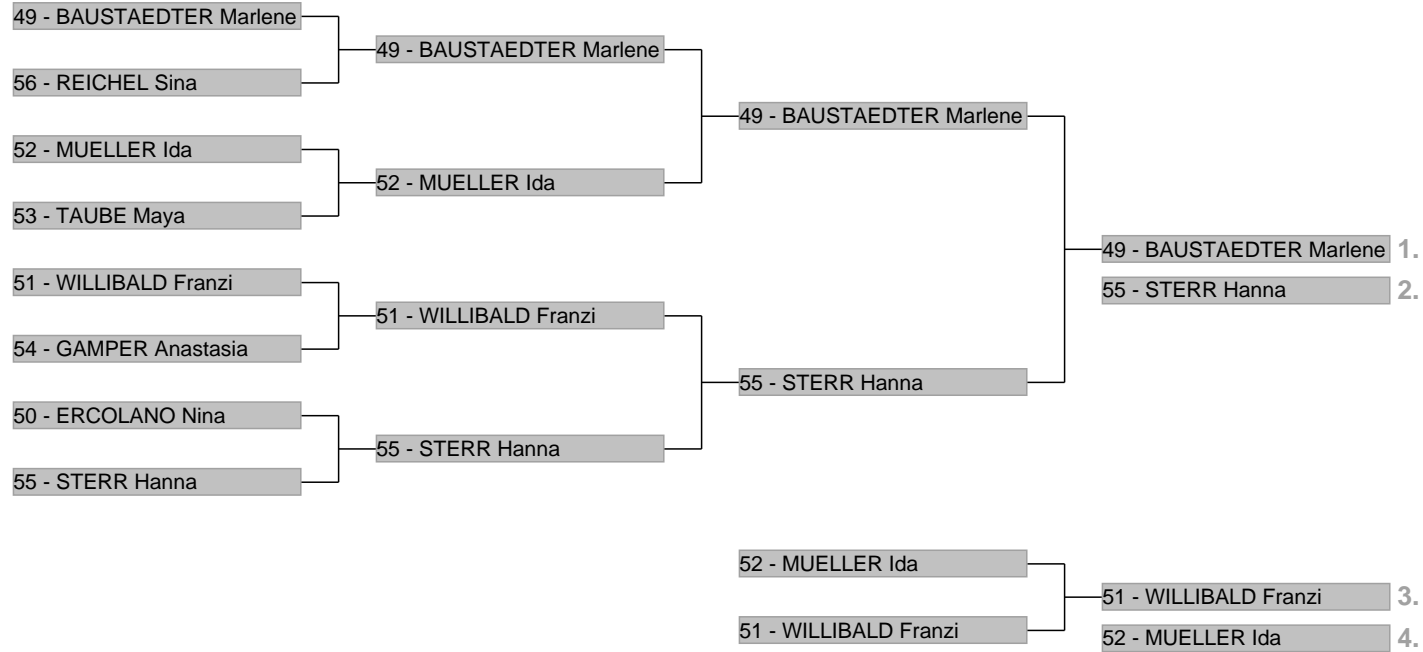 49 - BAUSTAEDTER Marlene
56 - REICHEL Sina
52 - MUELLER Ida
53 - TAUBE Maya
51 - WILLIBALD Franzi
54 - GAMPER Anastasia
50 - ERCOLANO Nina
55 - STERR Hanna
49 - BAUSTAEDTER Marlene
52 - MUELLER Ida
51 - WILLIBALD Franzi
55 - STERR Hanna
49 - BAUSTAEDTER Marlene
55 - STERR Hanna
49 - BAUSTAEDTER Marlene 1.
55 - STERR Hanna 2.
52 - MUELLER Ida
51 - WILLIBALD Franzi
51 - WILLIBALD Franzi 3.
52 - MUELLER Ida 4.